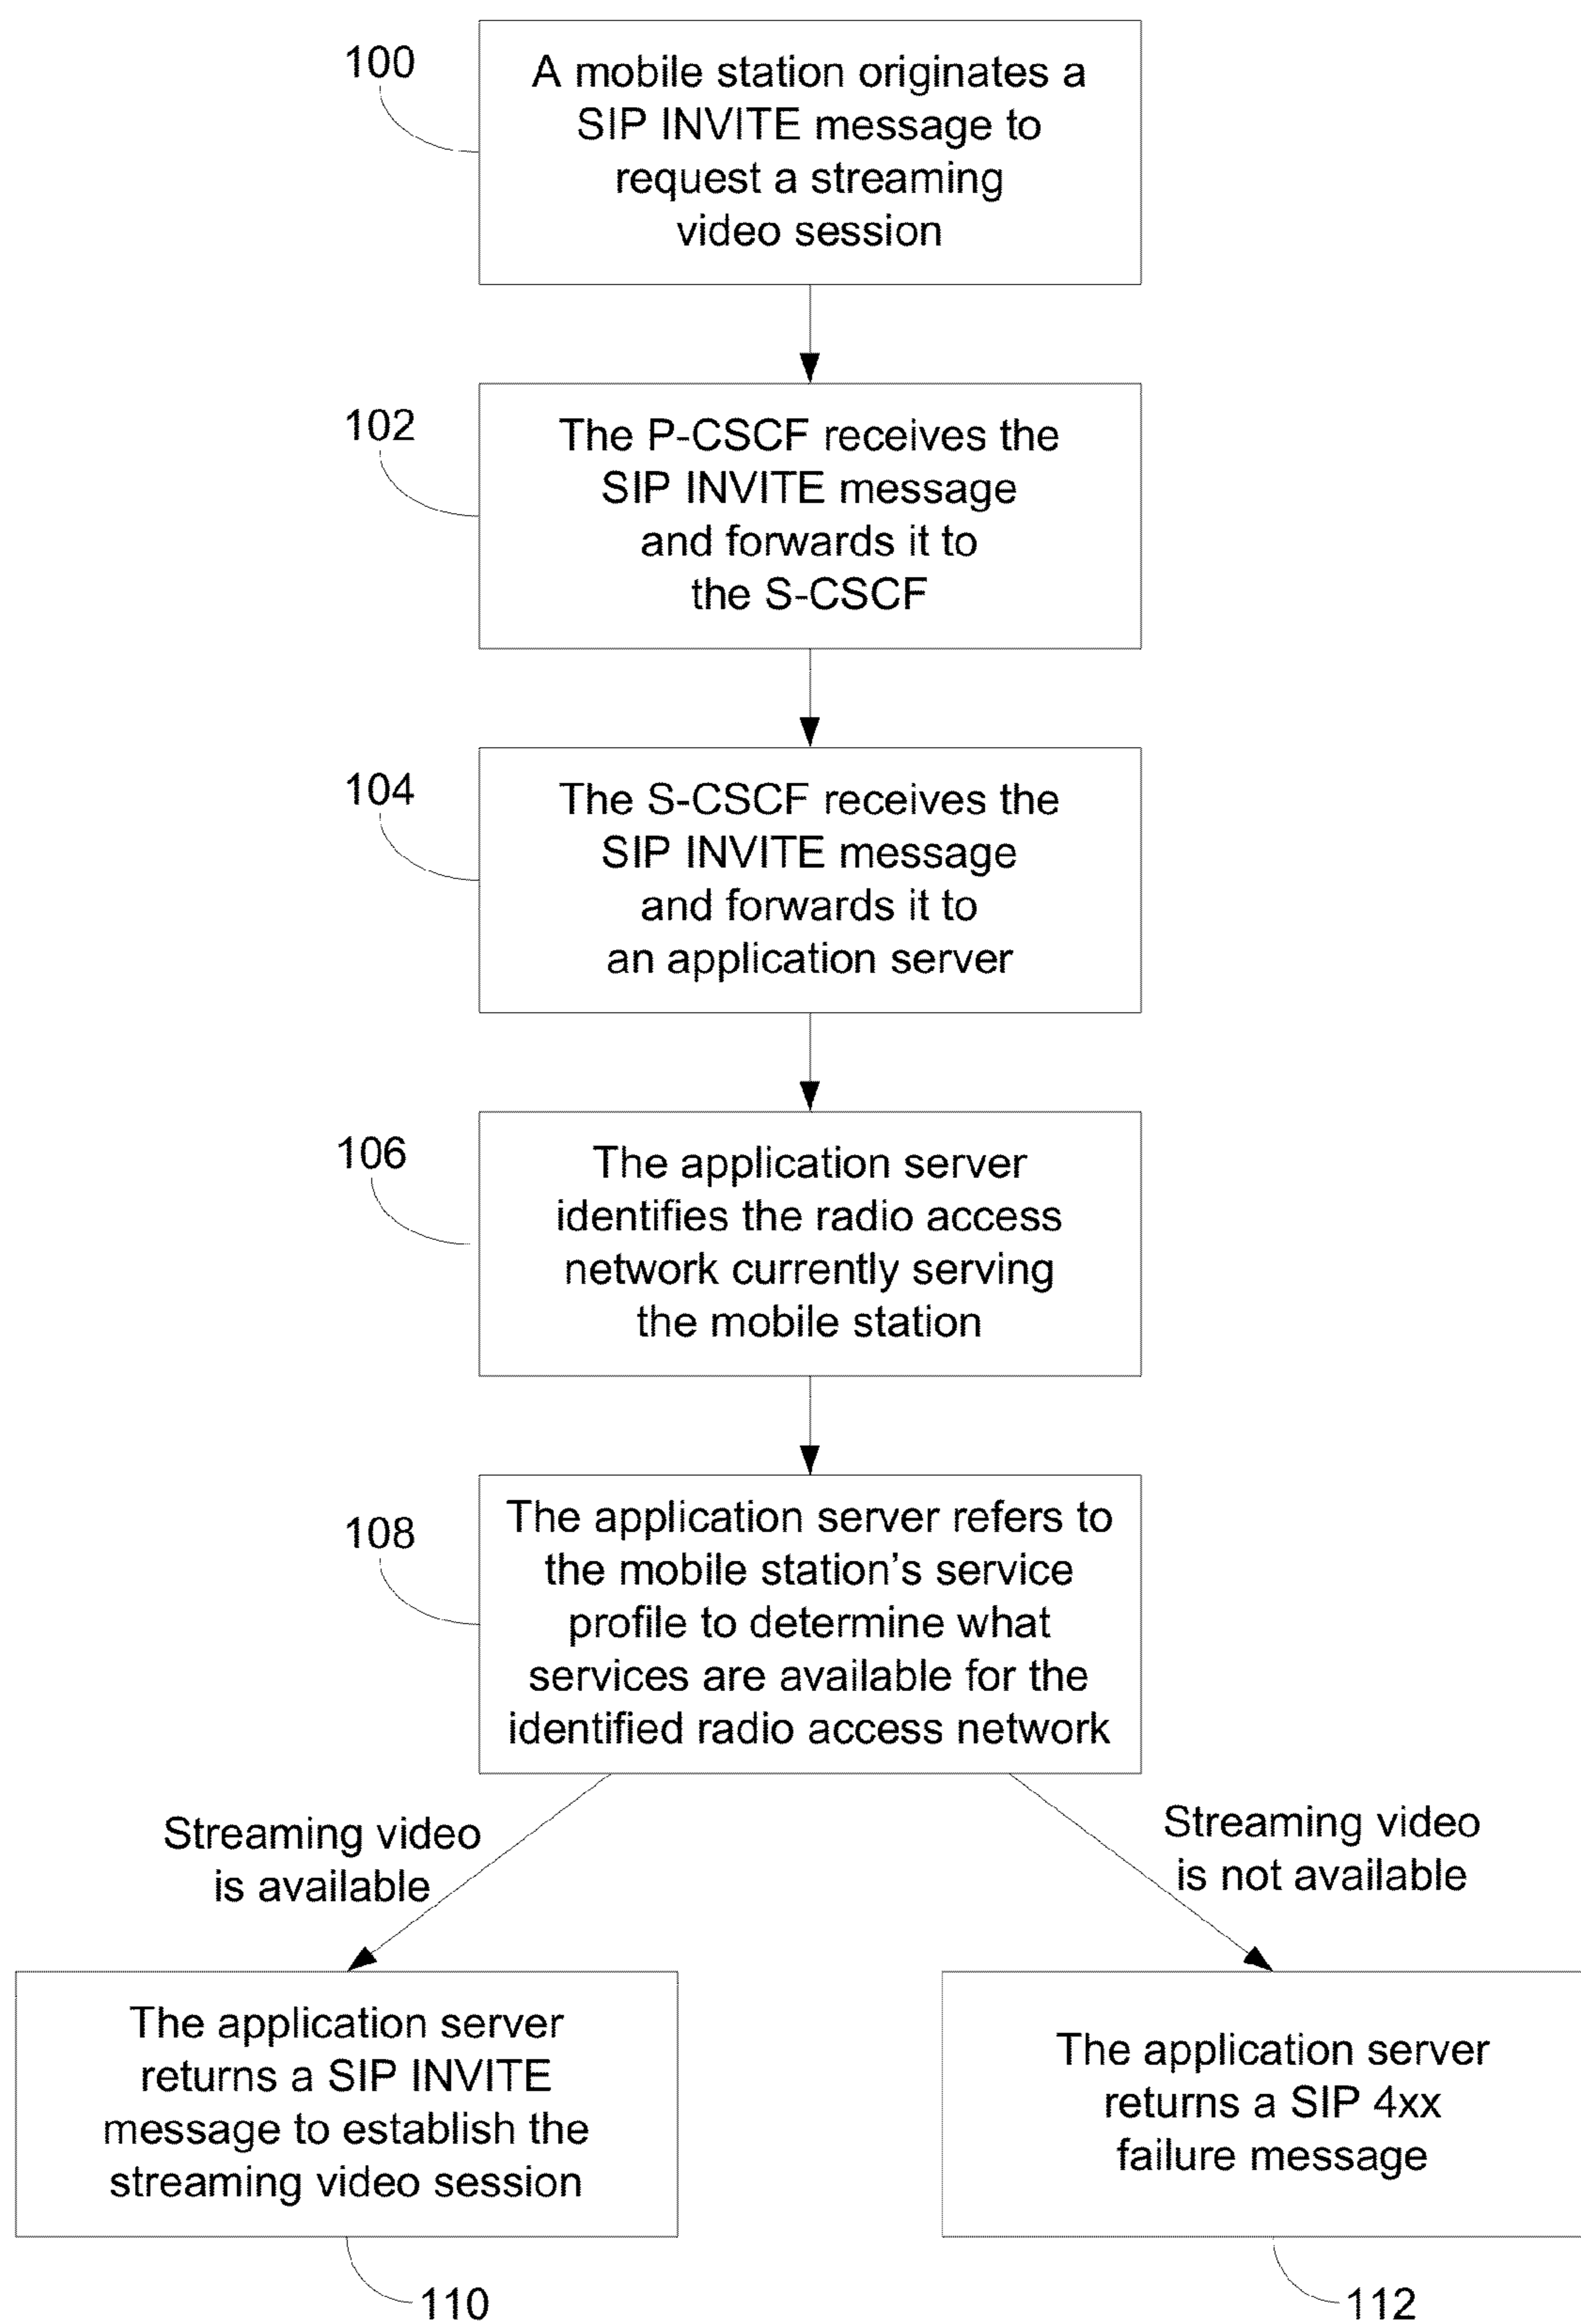 100
A mobile station originates a
SIP INVITE message to
request a streaming
video session
102
The P-CSCF receives the
SIP INVITE message
and forwards it to
the S-CSCF
104
The S-CSCF receives the
SIP INVITE message
and forwards it to
an application server
106
The application server
identifies the radio access
network currently serving
the mobile station
108
The application server refers to
the mobile station’s service
profile to determine what
services are available for the
identified radio access network
Streaming video
is available
Streaming video
is not available
The application server
returns a SIP INVITE
message to establish the
streaming video session
110
The application server
returns a SIP 4xx
failure message
112